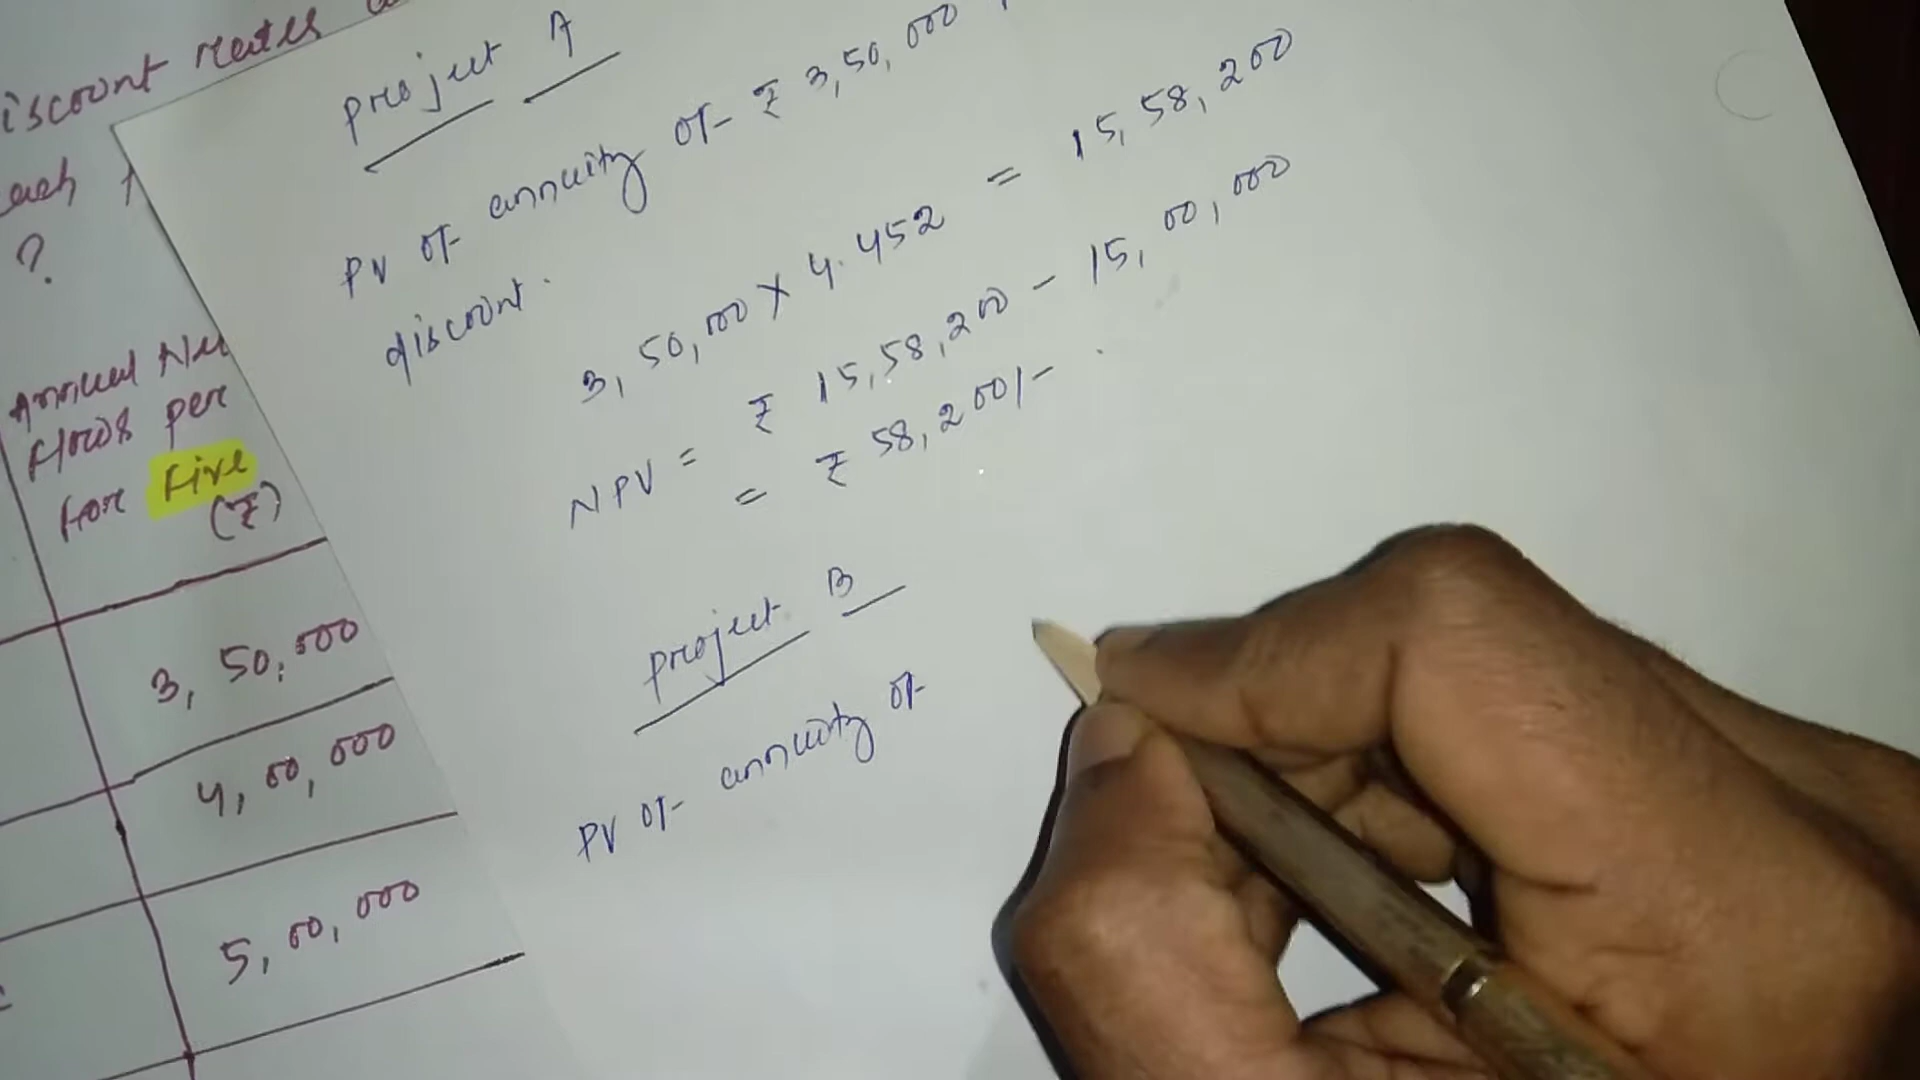 iscount rates
each
?
Annual Net
flows per
for Five
(₹)
3,50,000
4,00,000
5,00,000
Project A
PV of annuity of ₹ 3,50,000
discount.
3,50,000 × 4.452 = 15,58,200
NPV = ₹ 15,58,200 - 15,00,000
= ₹ 58,200/-
Project B
PV of annuity of